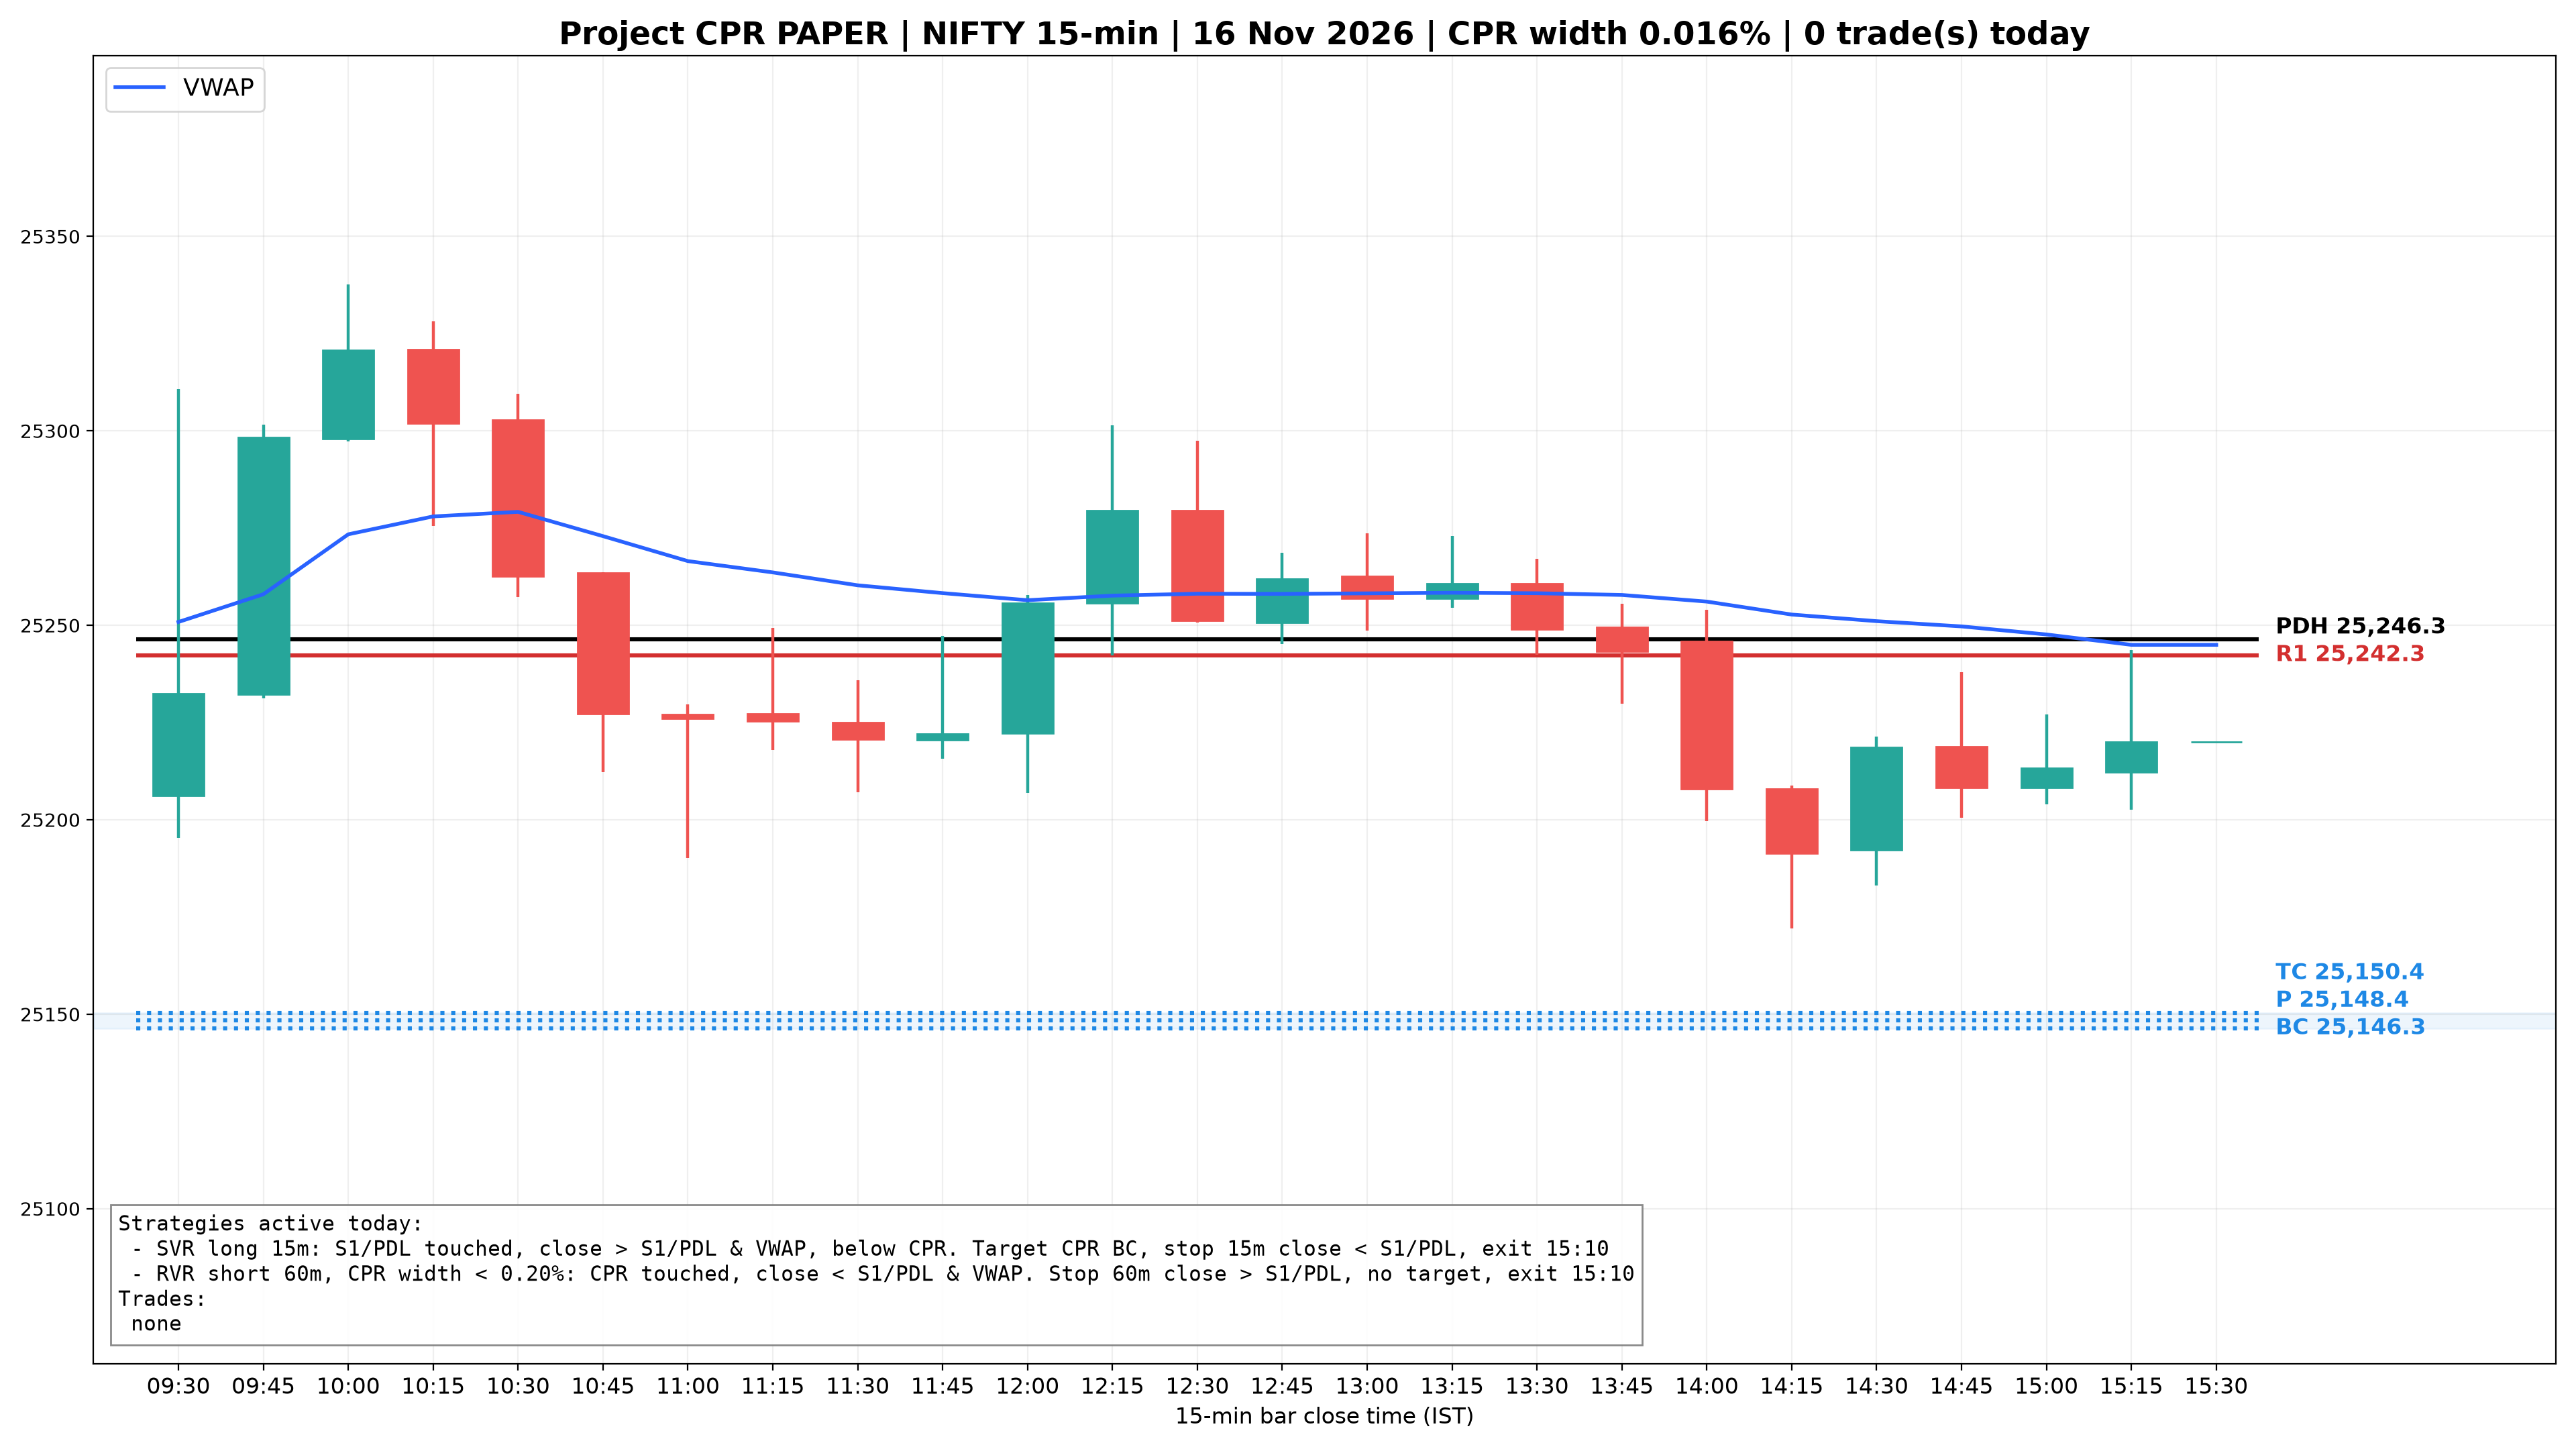 Project CPR PAPER | NIFTY 15-min | 16 Nov 2026 | CPR width 0.016% | 0 trade(s) today
VWAP
25350
25300
25250
25200
25150
25100
PDH 25,246.3
R1 25,242.3
TC 25,150.4
P 25,148.4
BC 25,146.3
Strategies active today:
- SVR long 15m: S1/PDL touched, close > S1/PDL & VWAP, below CPR. Target CPR BC, stop 15m close < S1/PDL, exit 15:10
- RVR short 60m, CPR width < 0.20%: CPR touched, close < S1/PDL & VWAP. Stop 60m close > S1/PDL, no target, exit 15:10
Trades:
none
09:30 09:45 10:00 10:15 10:30 10:45 11:00 11:15 11:30 11:45 12:00 12:15 12:30 12:45 13:00 13:15 13:30 13:45 14:00 14:15 14:30 14:45 15:00 15:15 15:30
15-min bar close time (IST)